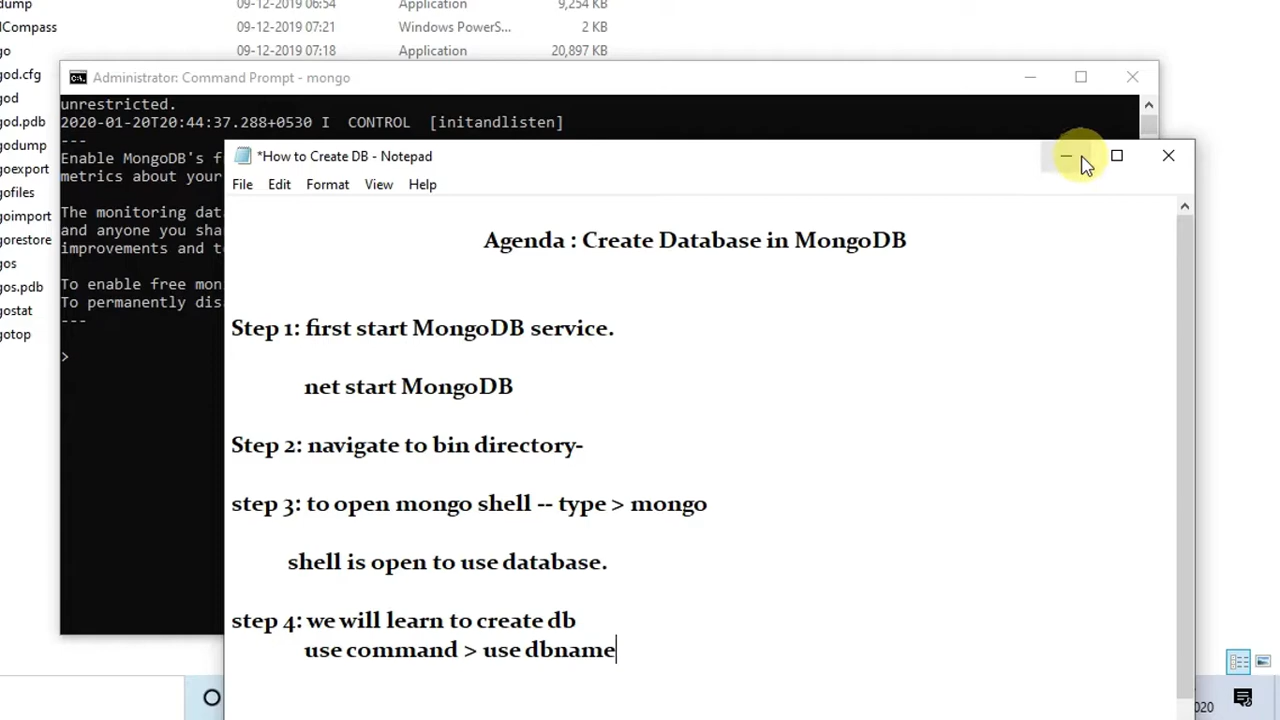 dump 09-12-2019 06:54 Application 9,254 KB
Compass 09-12-2019 07:21 Windows PowerS... 2 KB
go 09-12-2019 07:18 Application 20,897 KB
god.cfg
god
god.pdb
godump
goexport
gofiles
goimport
gorestore
gos
gos.pdb
gostat
gotop
Administrator: Command Prompt - mongo
unrestricted.
2020-01-20T20:44:37.288+0530 I CONTROL [initandlisten]
---
Enable MongoDB's f
metrics about your
The monitoring dat
and anyone you sha
improvements and t
To enable free mon
To permanently dis
---
>
*How to Create DB - Notepad
File Edit Format View Help
Agenda : Create Database in MongoDB
Step 1: first start MongoDB service.
net start MongoDB
Step 2: navigate to bin directory-
step 3: to open mongo shell -- type > mongo
shell is open to use database.
step 4: we will learn to create db
use command > use dbname
020